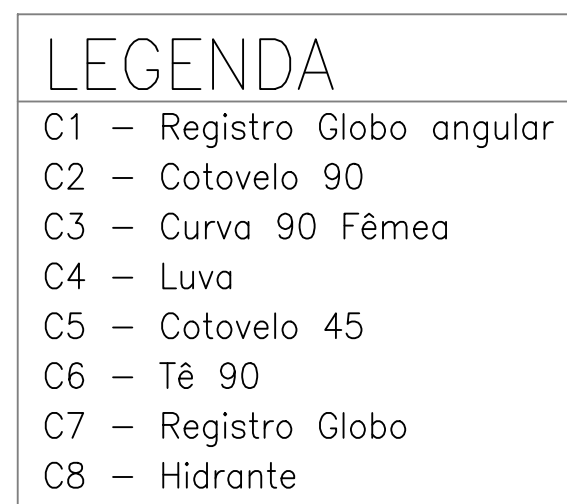 LEGENDA
C1 – Registro Globo angular
C2 – Cotovelo 90
C3 – Curva 90 Fêmea
C4 – Luva
C5 – Cotovelo 45
C6 – Tê 90
C7 – Registro Globo
C8 – Hidrante